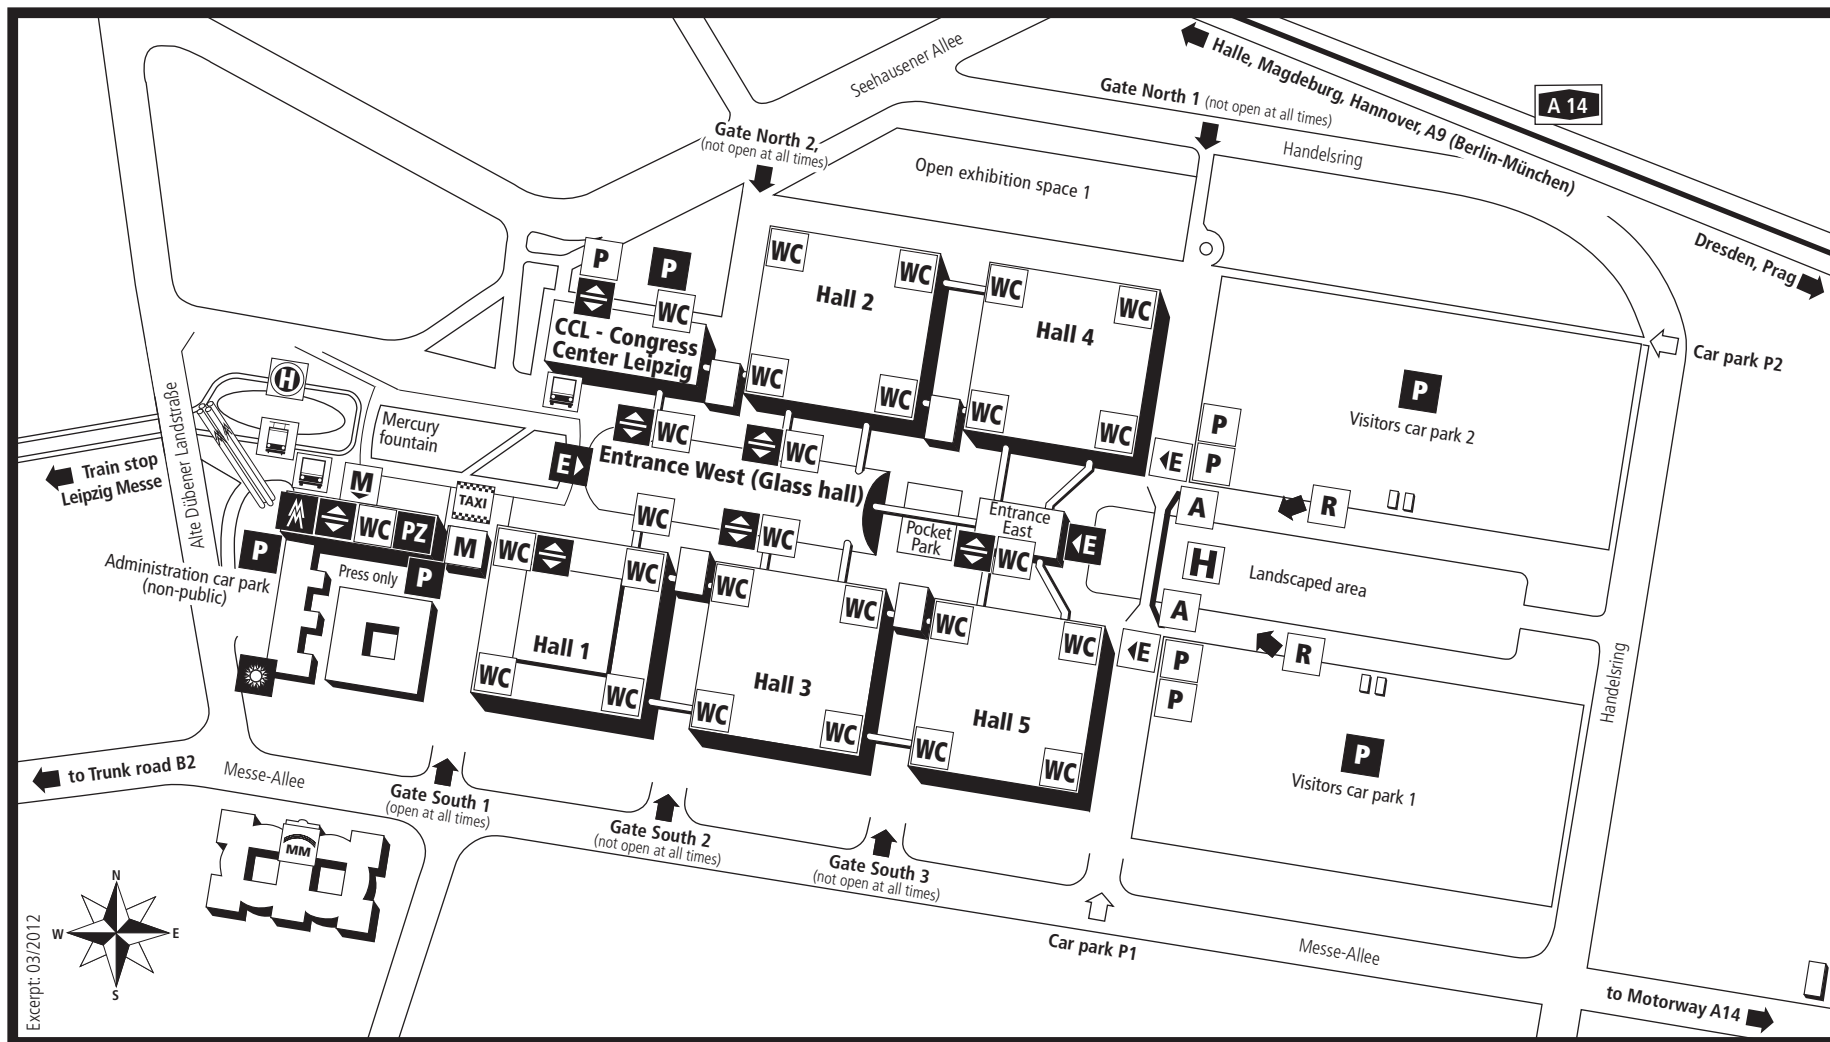 Seehausener Allee
Halle, Magdeburg, Hannover, A9 (Berlin-München)
A 14
Gate North 1 (not open at all times)
Gate North 2,
(not open at all times)
Handelsring
Open exhibition space 1
Dresden, Prag
P
P
WC
WC
WC
Hall 2
WC
WC
Hall 4
WC
CCL - Congress
Center Leipzig
Car park P2
H
WC
WC
WC
WC
P
Visitors car park 2
Alte Dübener Landstraße
Mercury
fountain
WC
WC
P
E
P
E
Entrance West (Glass hall)
Train stop
Leipzig Messe
M
TAXI
WC
PZ
M
WC
WC
WC
Pocket
Park
Entrance
East
WC
E
A
R
P
Administration car park
(non-public)
Press only
P
WC
WC
WC
WC
WC
H
Landscaped area
A
Hall 1
WC
WC
Hall 3
WC
WC
Hall 5
WC
WC
E
P
P
R
Handelsring
WC
P
Visitors car park 1
to Trunk road B2
Messe-Allee
Gate South 1
(open at all times)
Gate South 2
(not open at all times)
Gate South 3
(not open at all times)
MM
Car park P1
Messe-Allee
to Motorway A14
N
W
E
S
Excerpt: 03/2012